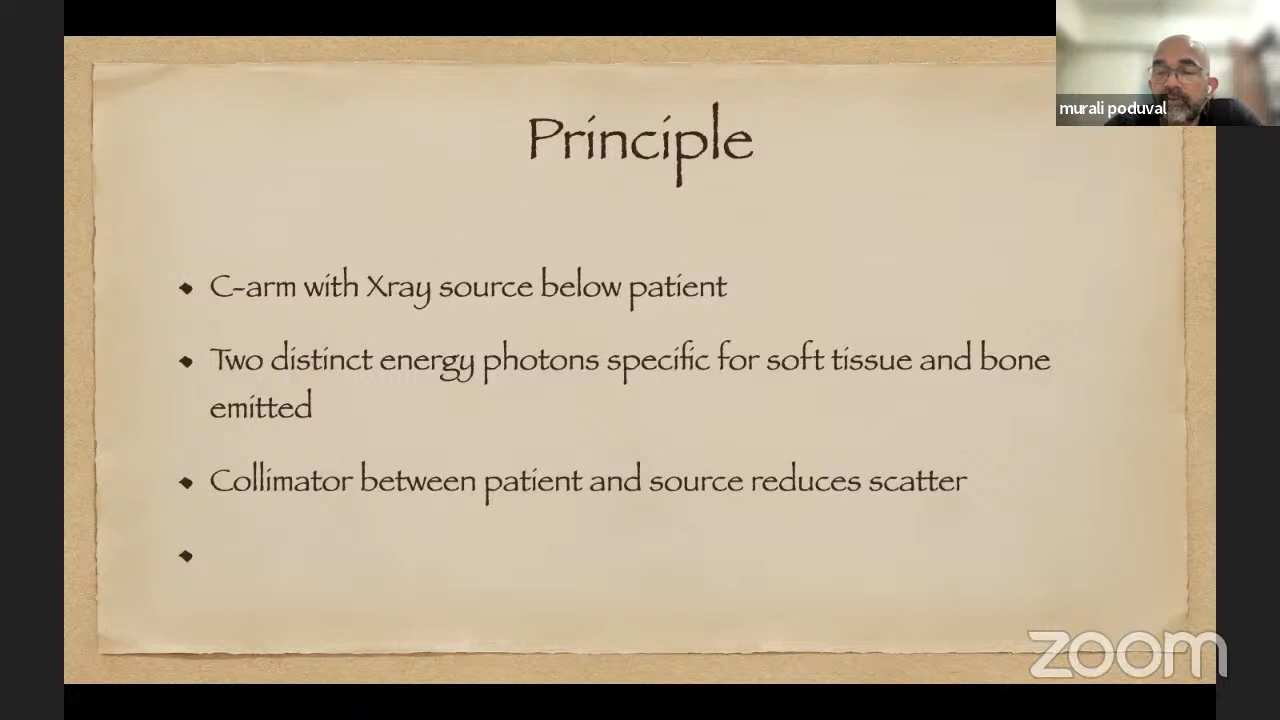 murali poduval
Principle
C-arm with Xray source below patient
Two distinct energy photons specific for soft tissue and bone
emitted
Collimator between patient and source reduces scatter
zoom